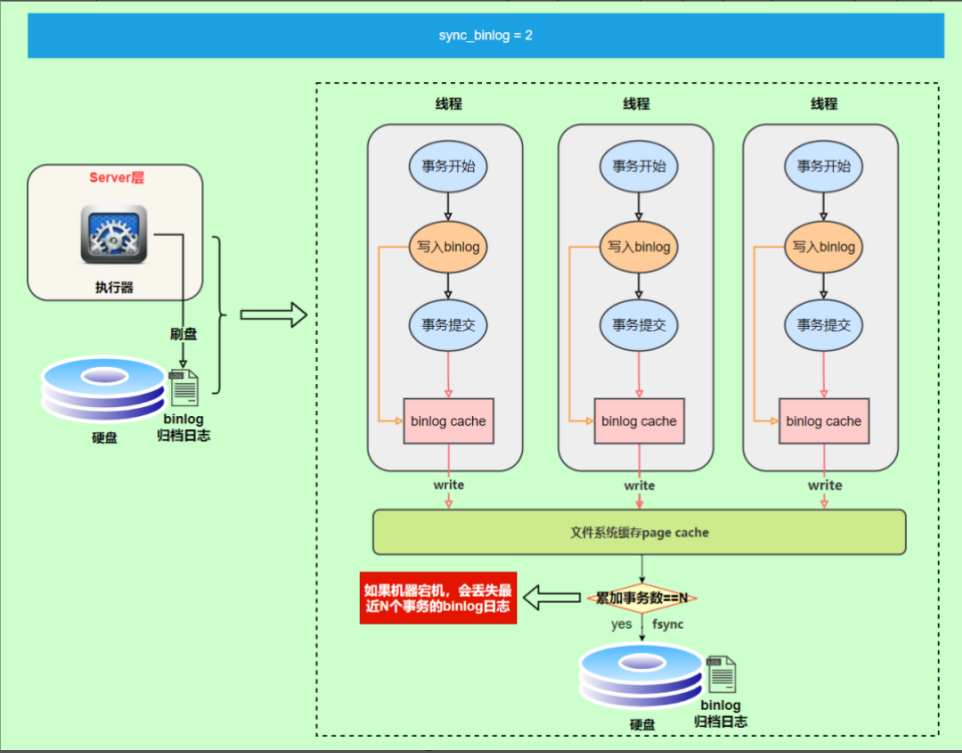 sync_binlog = 2
Server层
执行器
刷盘
硬盘
binlog
归档日志
线程
线程
线程
事务开始
事务开始
事务开始
写入binlog
写入binlog
写入binlog
事务提交
事务提交
事务提交
binlog cache
binlog cache
binlog cache
write
write
write
文件系统缓存page cache
如果机器宕机，会丢失最
近N个事务的binlog日志
累加事务数==N
yes
fsync
硬盘
binlog
归档日志